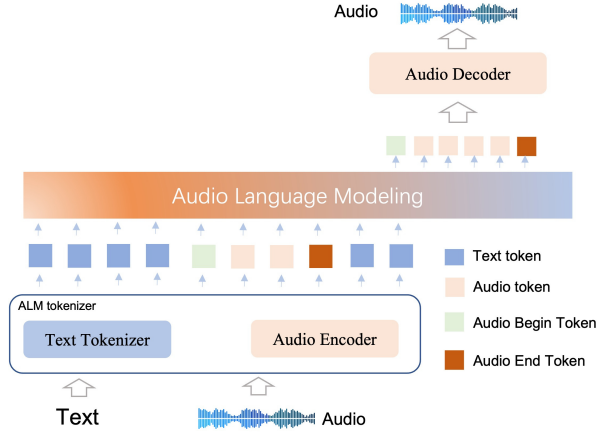 Audio
Audio Decoder
Audio Language Modeling
Text token
Audio token
Audio Begin Token
Audio End Token
ALM tokenizer
Text Tokenizer
Audio Encoder
Text
Audio